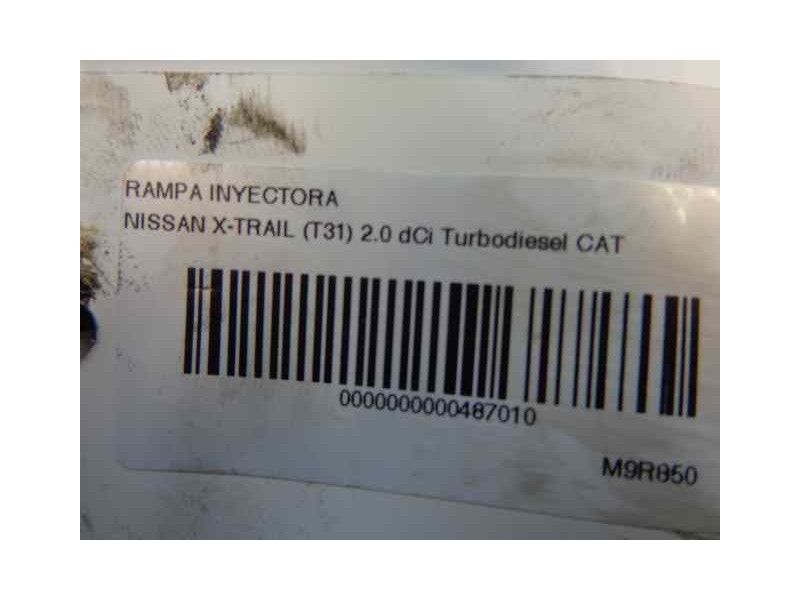 RAMPA INYECTORA
NISSAN X-TRAIL (T31) 2.0 dCi Turbodiesel CAT
0000000000487010
M9R850